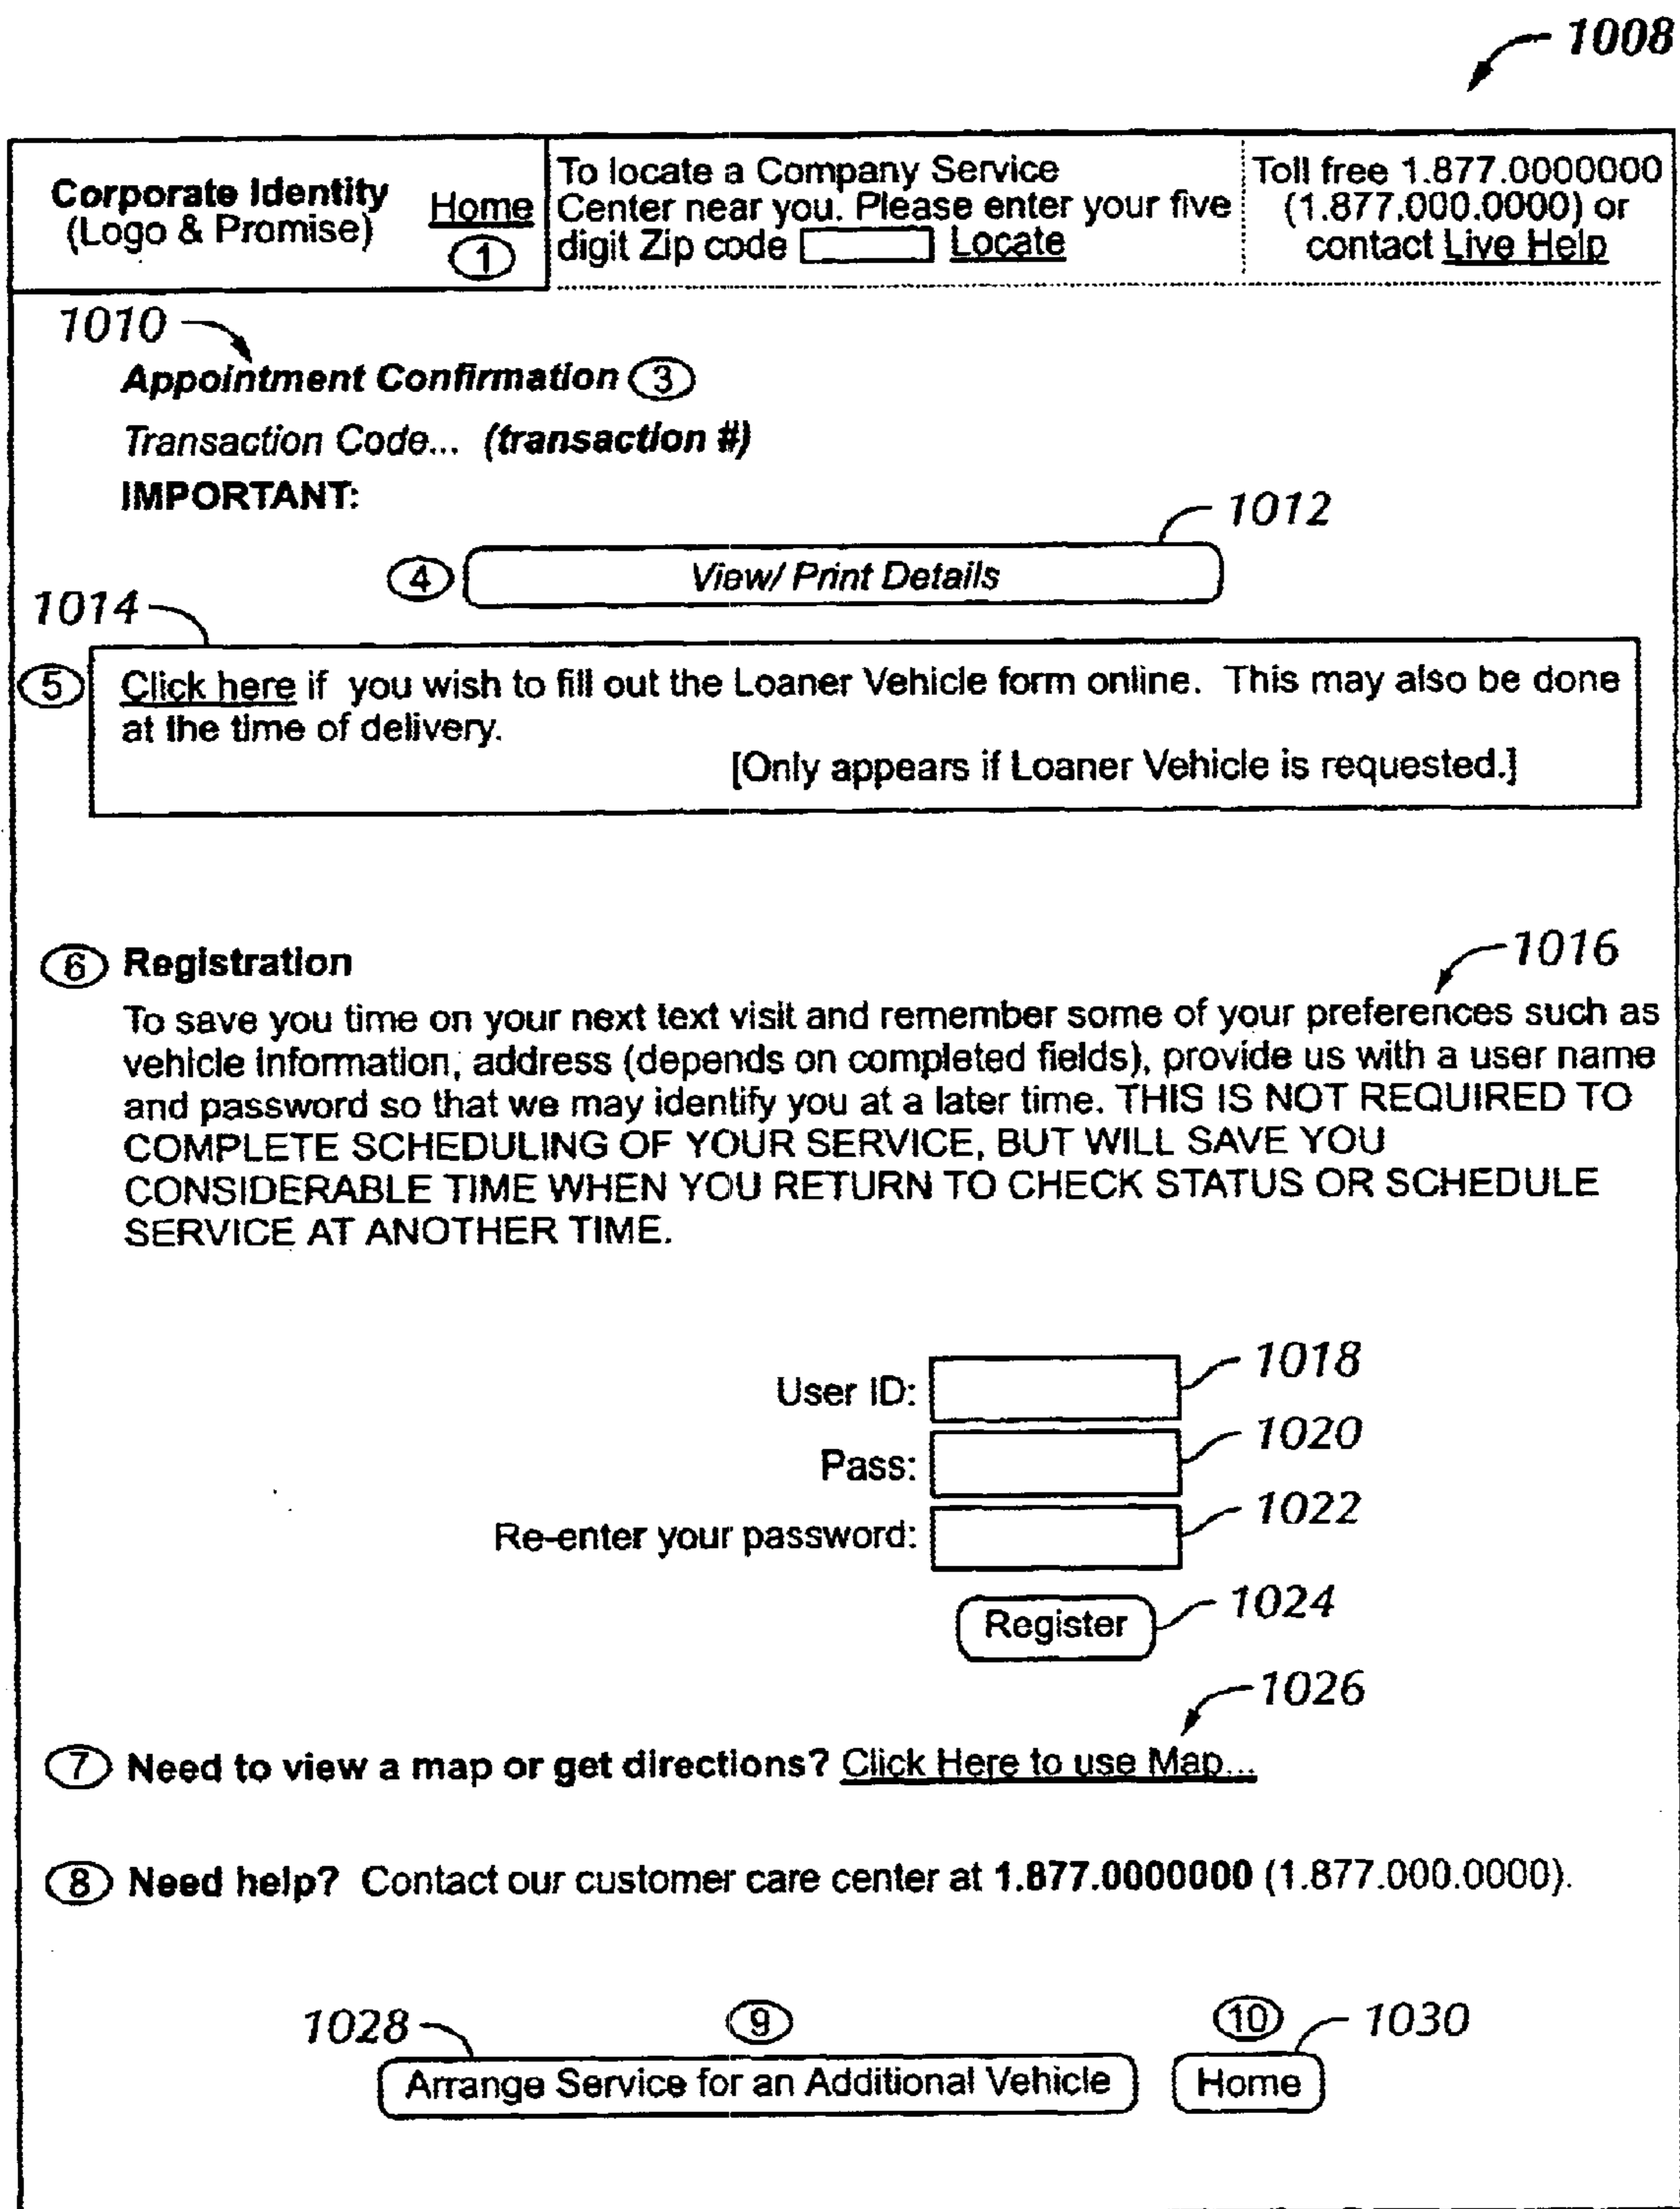 1008
Corporate Identity
(Logo & Promise)
Home
1
To locate a Company Service
Center near you. Please enter your five
digit Zip code Locate
Toll free 1.877.0000000
(1.877.000.0000) or
contact Live Help
1010
Appointment Confirmation 3
Transaction Code... (transaction #)
IMPORTANT:
1012
4 View/ Print Details
1014
5 Click here if you wish to fill out the Loaner Vehicle form online. This may also be done
at the time of delivery.
[Only appears if Loaner Vehicle is requested.]
6 Registration
1016
To save you time on your next text visit and remember some of your preferences such as
vehicle information, address (depends on completed fields), provide us with a user name
and password so that we may identify you at a later time. THIS IS NOT REQUIRED TO
COMPLETE SCHEDULING OF YOUR SERVICE, BUT WILL SAVE YOU
CONSIDERABLE TIME WHEN YOU RETURN TO CHECK STATUS OR SCHEDULE
SERVICE AT ANOTHER TIME.
User ID: 1018
Pass: 1020
Re-enter your password: 1022
Register 1024
1026
7 Need to view a map or get directions? Click Here to use Map...
8 Need help? Contact our customer care center at 1.877.0000000 (1.877.000.0000).
1028 9 10 1030
Arrange Service for an Additional Vehicle Home